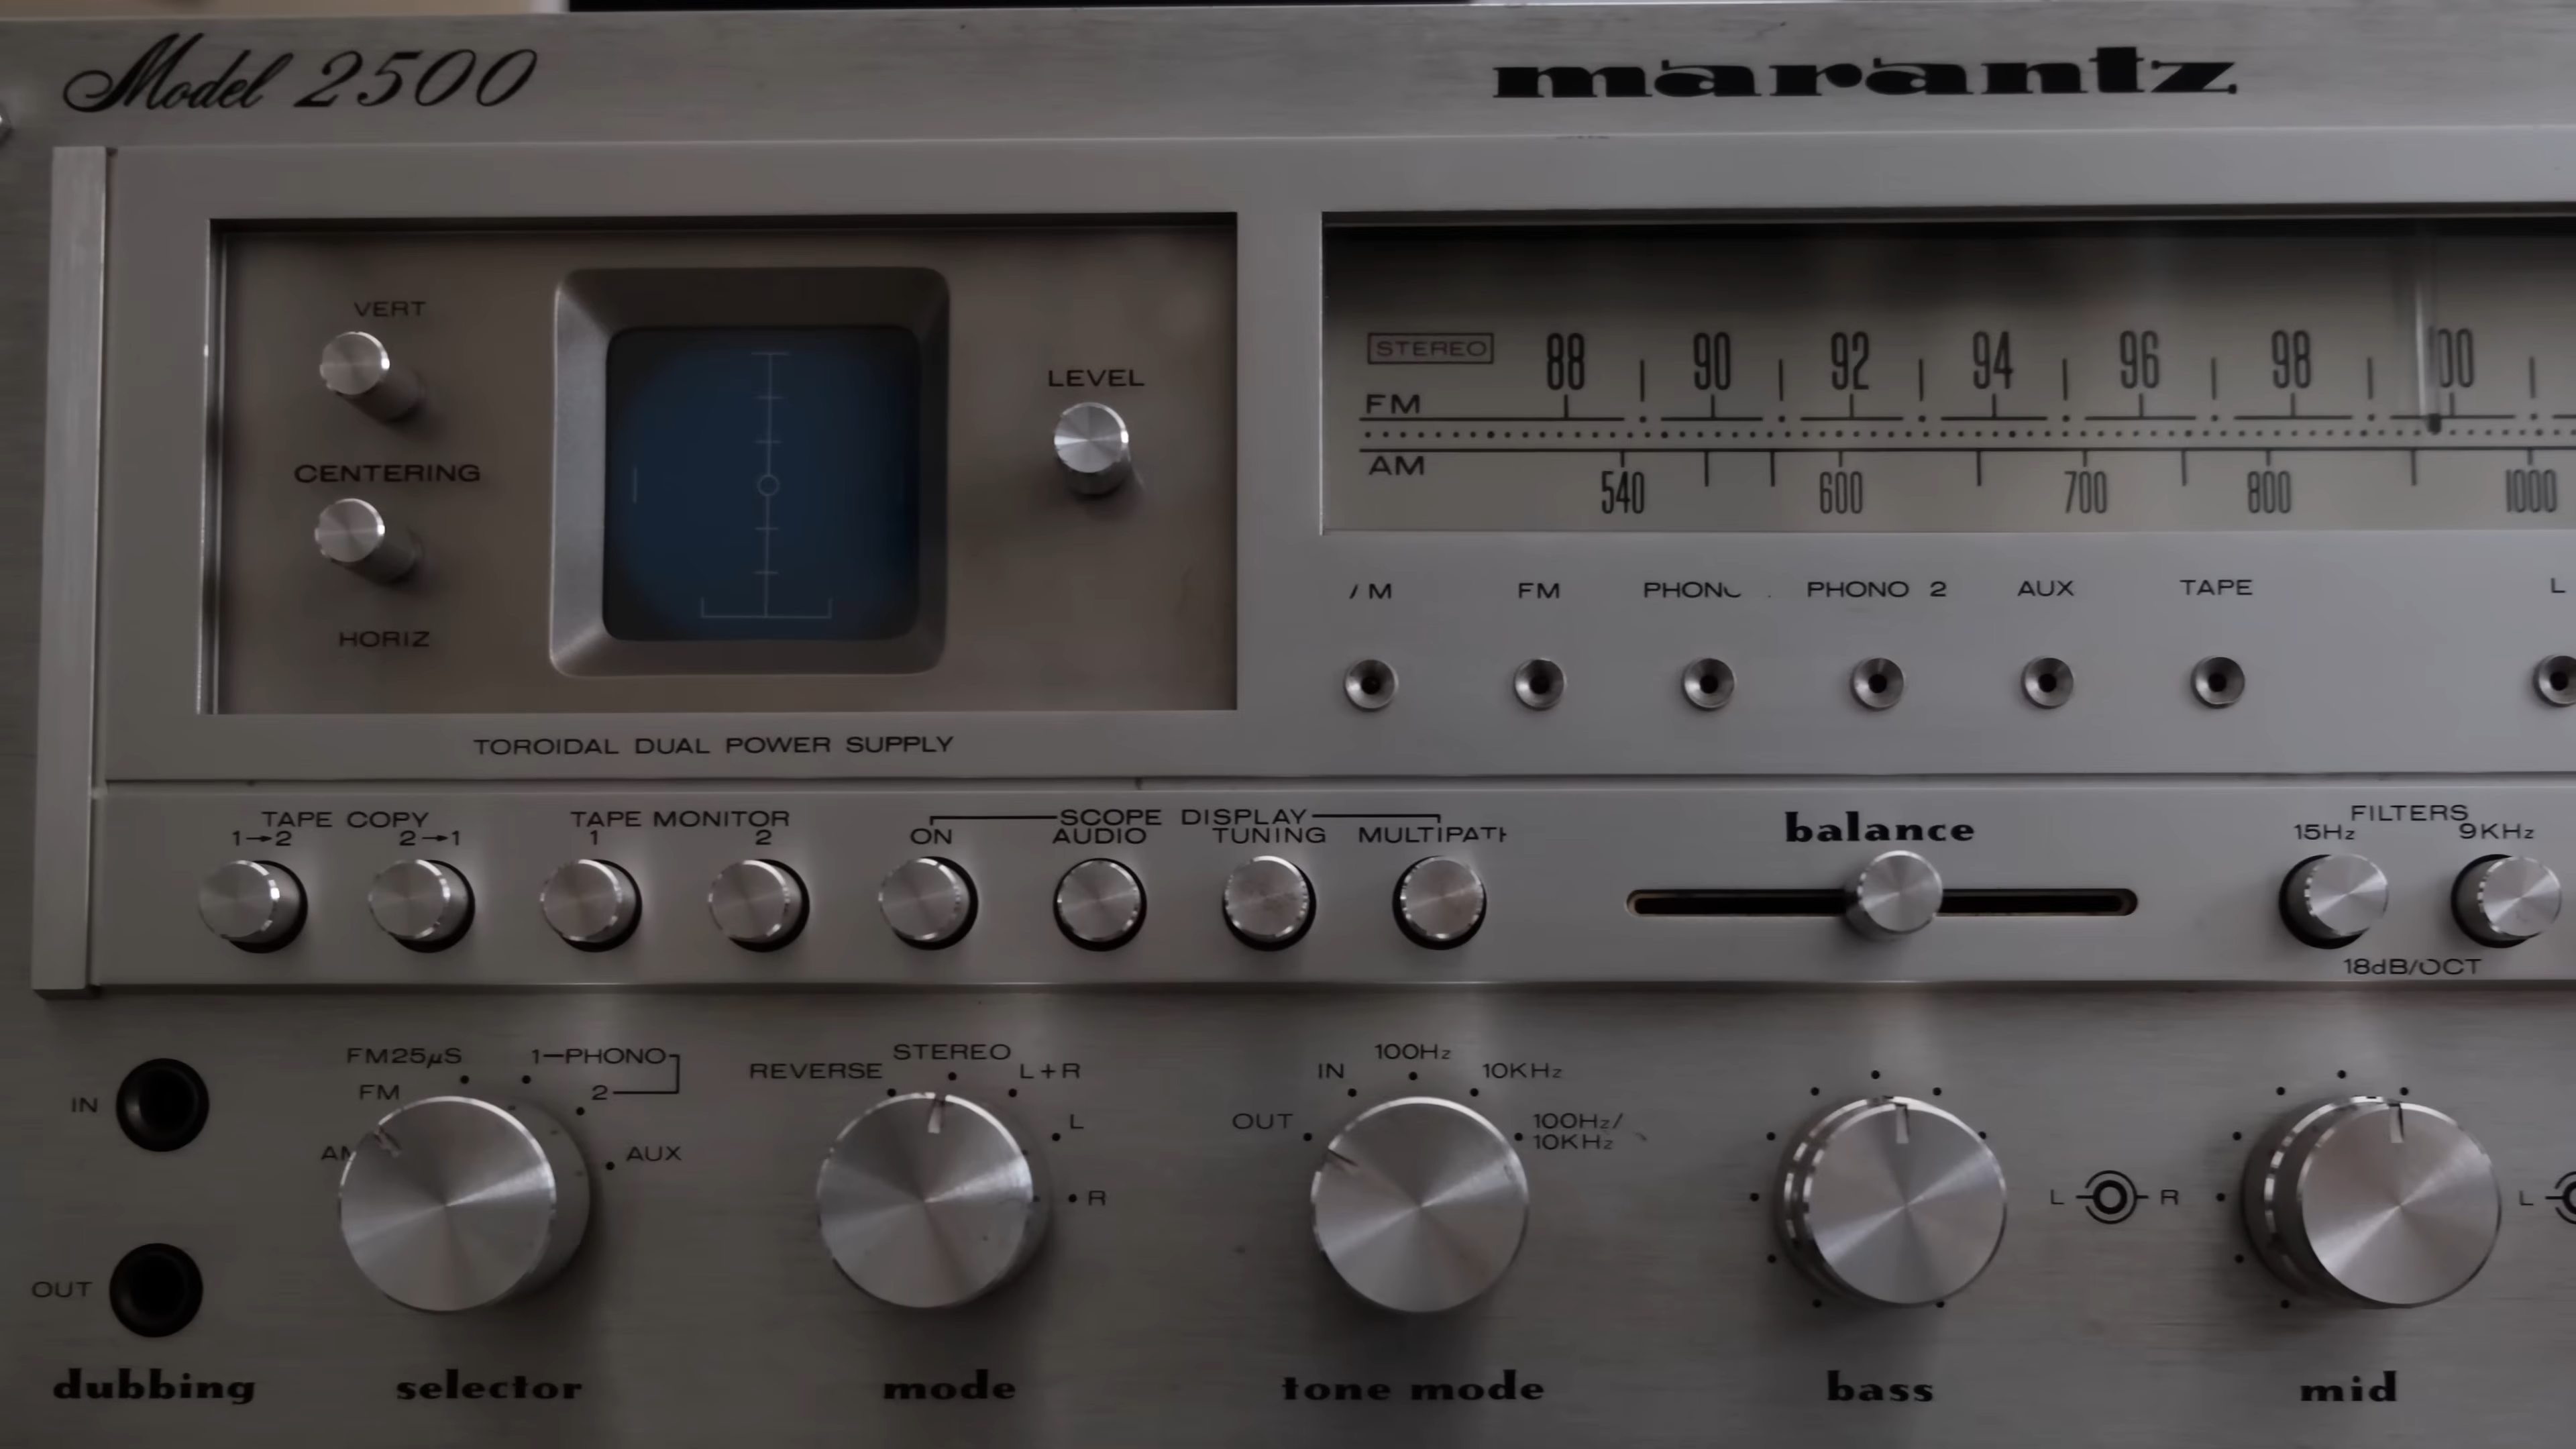 Model 2500
marantz
VERT
CENTERING
HORIZ
LEVEL
TOROIDAL DUAL POWER SUPPLY
STEREO 88 90 92 94 96 98
FM
AM
540 600 700 800 1000
FM PHONO 2 AUX TAPE L
TAPE COPY
1→2 2→1
TAPE MONITOR
1 2
SCOPE DISPLAY
ON AUDIO TUNING MULTIPATH
balance
FILTERS
15Hz 9KHz
18dB/OCT
IN
OUT
dubbing
FM25µS
FM
AM
1-PHONO
2
AUX
selector
REVERSE STEREO L+R
L
R
mode
OUT IN 100Hz 10KHz
100Hz/
10KHz
tone mode
L R
bass
L
mid